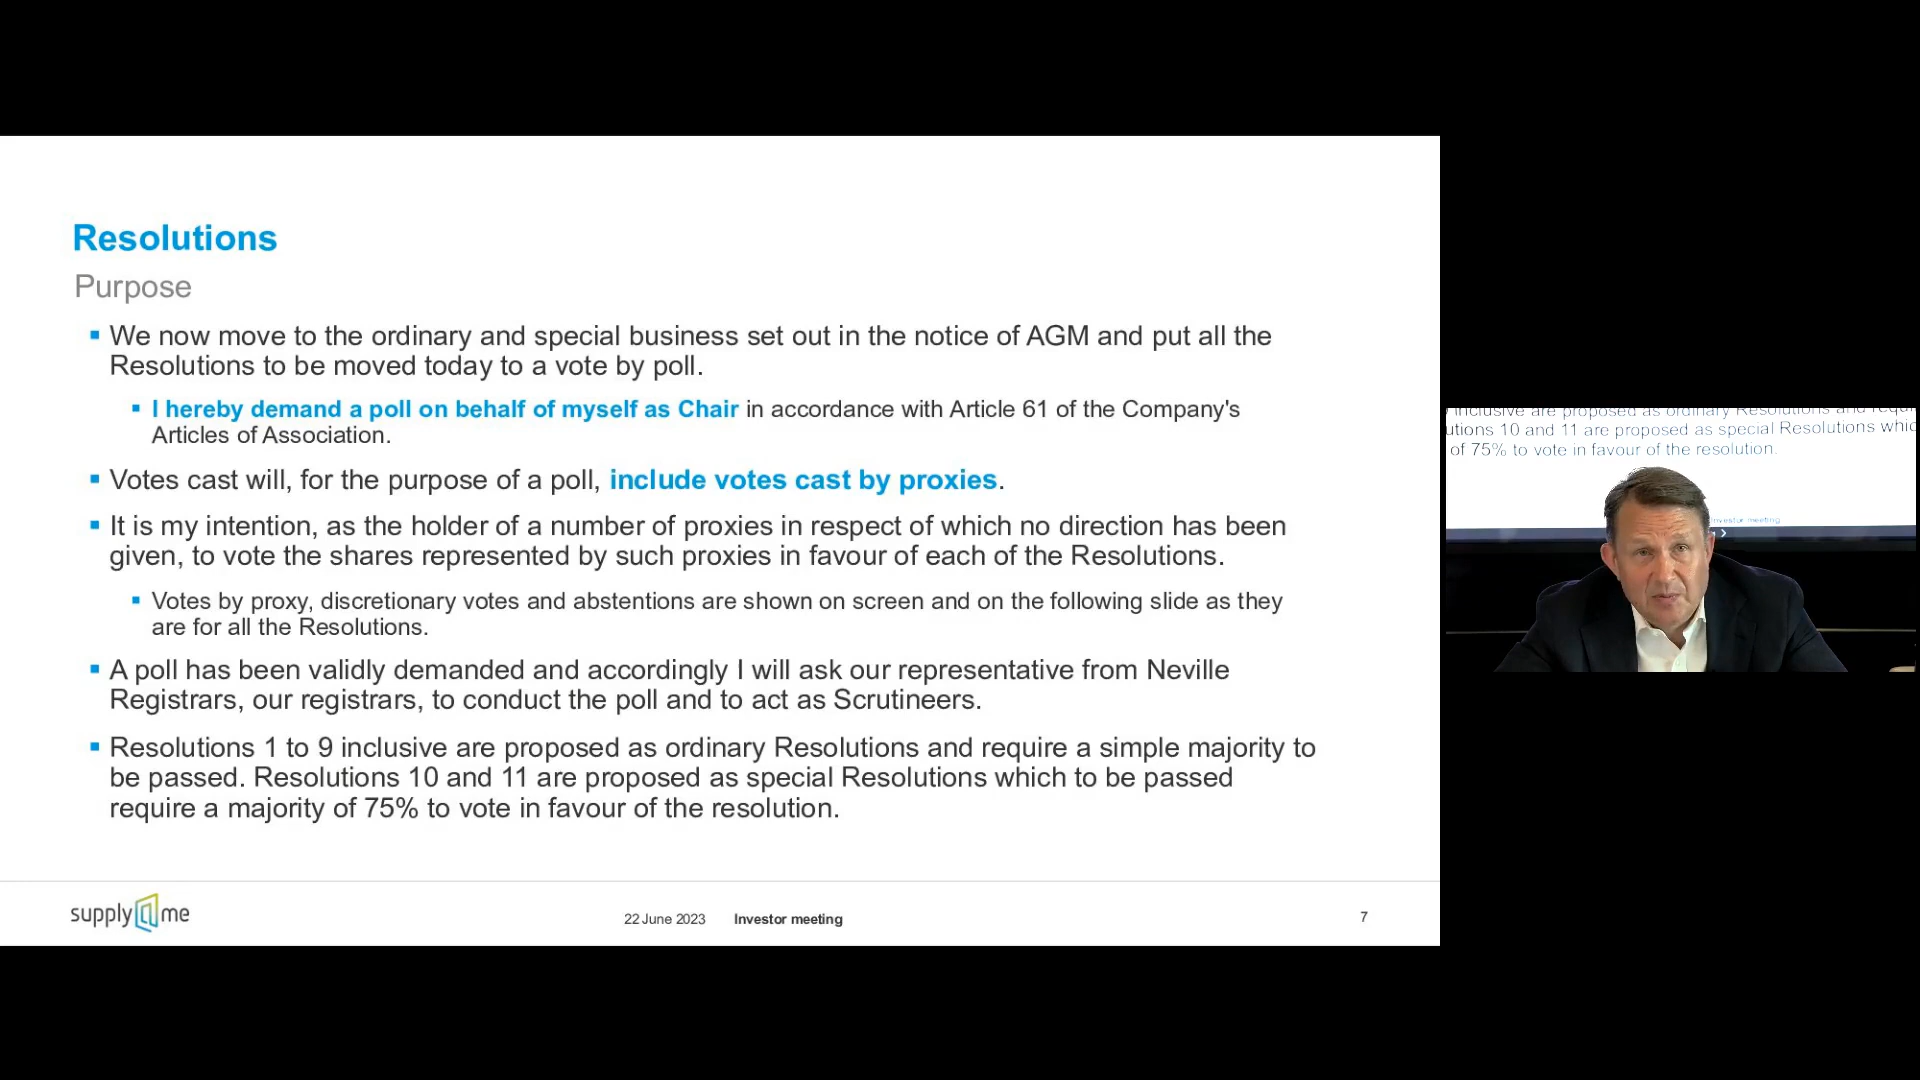 Resolutions
Purpose
We now move to the ordinary and special business set out in the notice of AGM and put all the
Resolutions to be moved today to a vote by poll.
I hereby demand a poll on behalf of myself as Chair in accordance with Article 61 of the Company's
Articles of Association.
Votes cast will, for the purpose of a poll, include votes cast by proxies.
It is my intention, as the holder of a number of proxies in respect of which no direction has been
given, to vote the shares represented by such proxies in favour of each of the Resolutions.
Votes by proxy, discretionary votes and abstentions are shown on screen and on the following slide as they
are for all the Resolutions.
A poll has been validly demanded and accordingly I will ask our representative from Neville
Registrars, our registrars, to conduct the poll and to act as Scrutineers.
Resolutions 1 to 9 inclusive are proposed as ordinary Resolutions and require a simple majority to
be passed. Resolutions 10 and 11 are proposed as special Resolutions which to be passed
require a majority of 75% to vote in favour of the resolution.
supply@me
22 June 2023 Investor meeting
7
inclusive are proposed as ordinary Resolutions and requi
utions 10 and 11 are proposed as special Resolutions whic
of 75% to vote in favour of the resolution.
Investor meeting